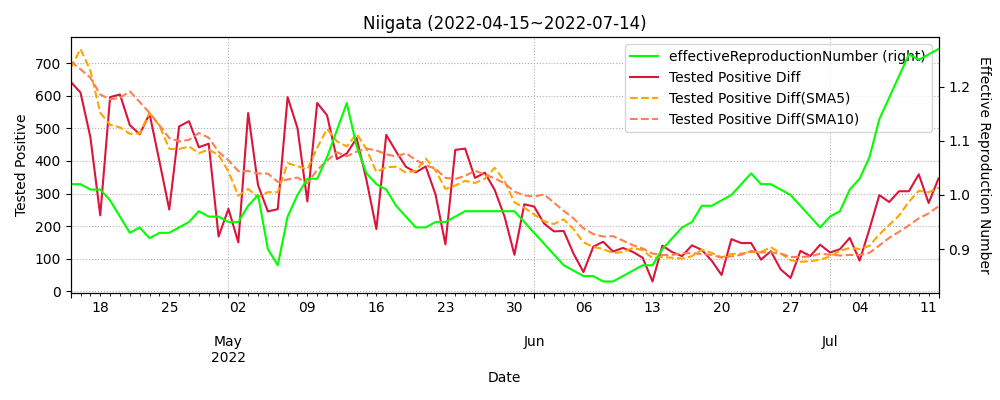 Niigata (2022-04-15~2022-07-14)
effectiveReproductionNumber (right)
Tested Positive Diff
Tested Positive Diff(SMA5)
Tested Positive Diff(SMA10)
Tested Positive
700
600
500
400
300
200
100
0
1.2
1.1
1.0
0.9
Effective Reproduction Number
18 25 02 09 16 23 30 06 13 20 27 04 11
May Jun Jul
2022
Date